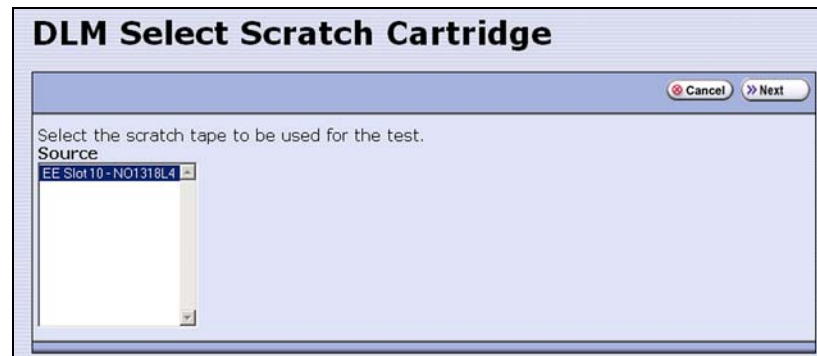 DLM Select Scratch Cartridge
Cancel Next
Select the scratch tape to be used for the test.
Source
EE Slot 10 - NO1318L4